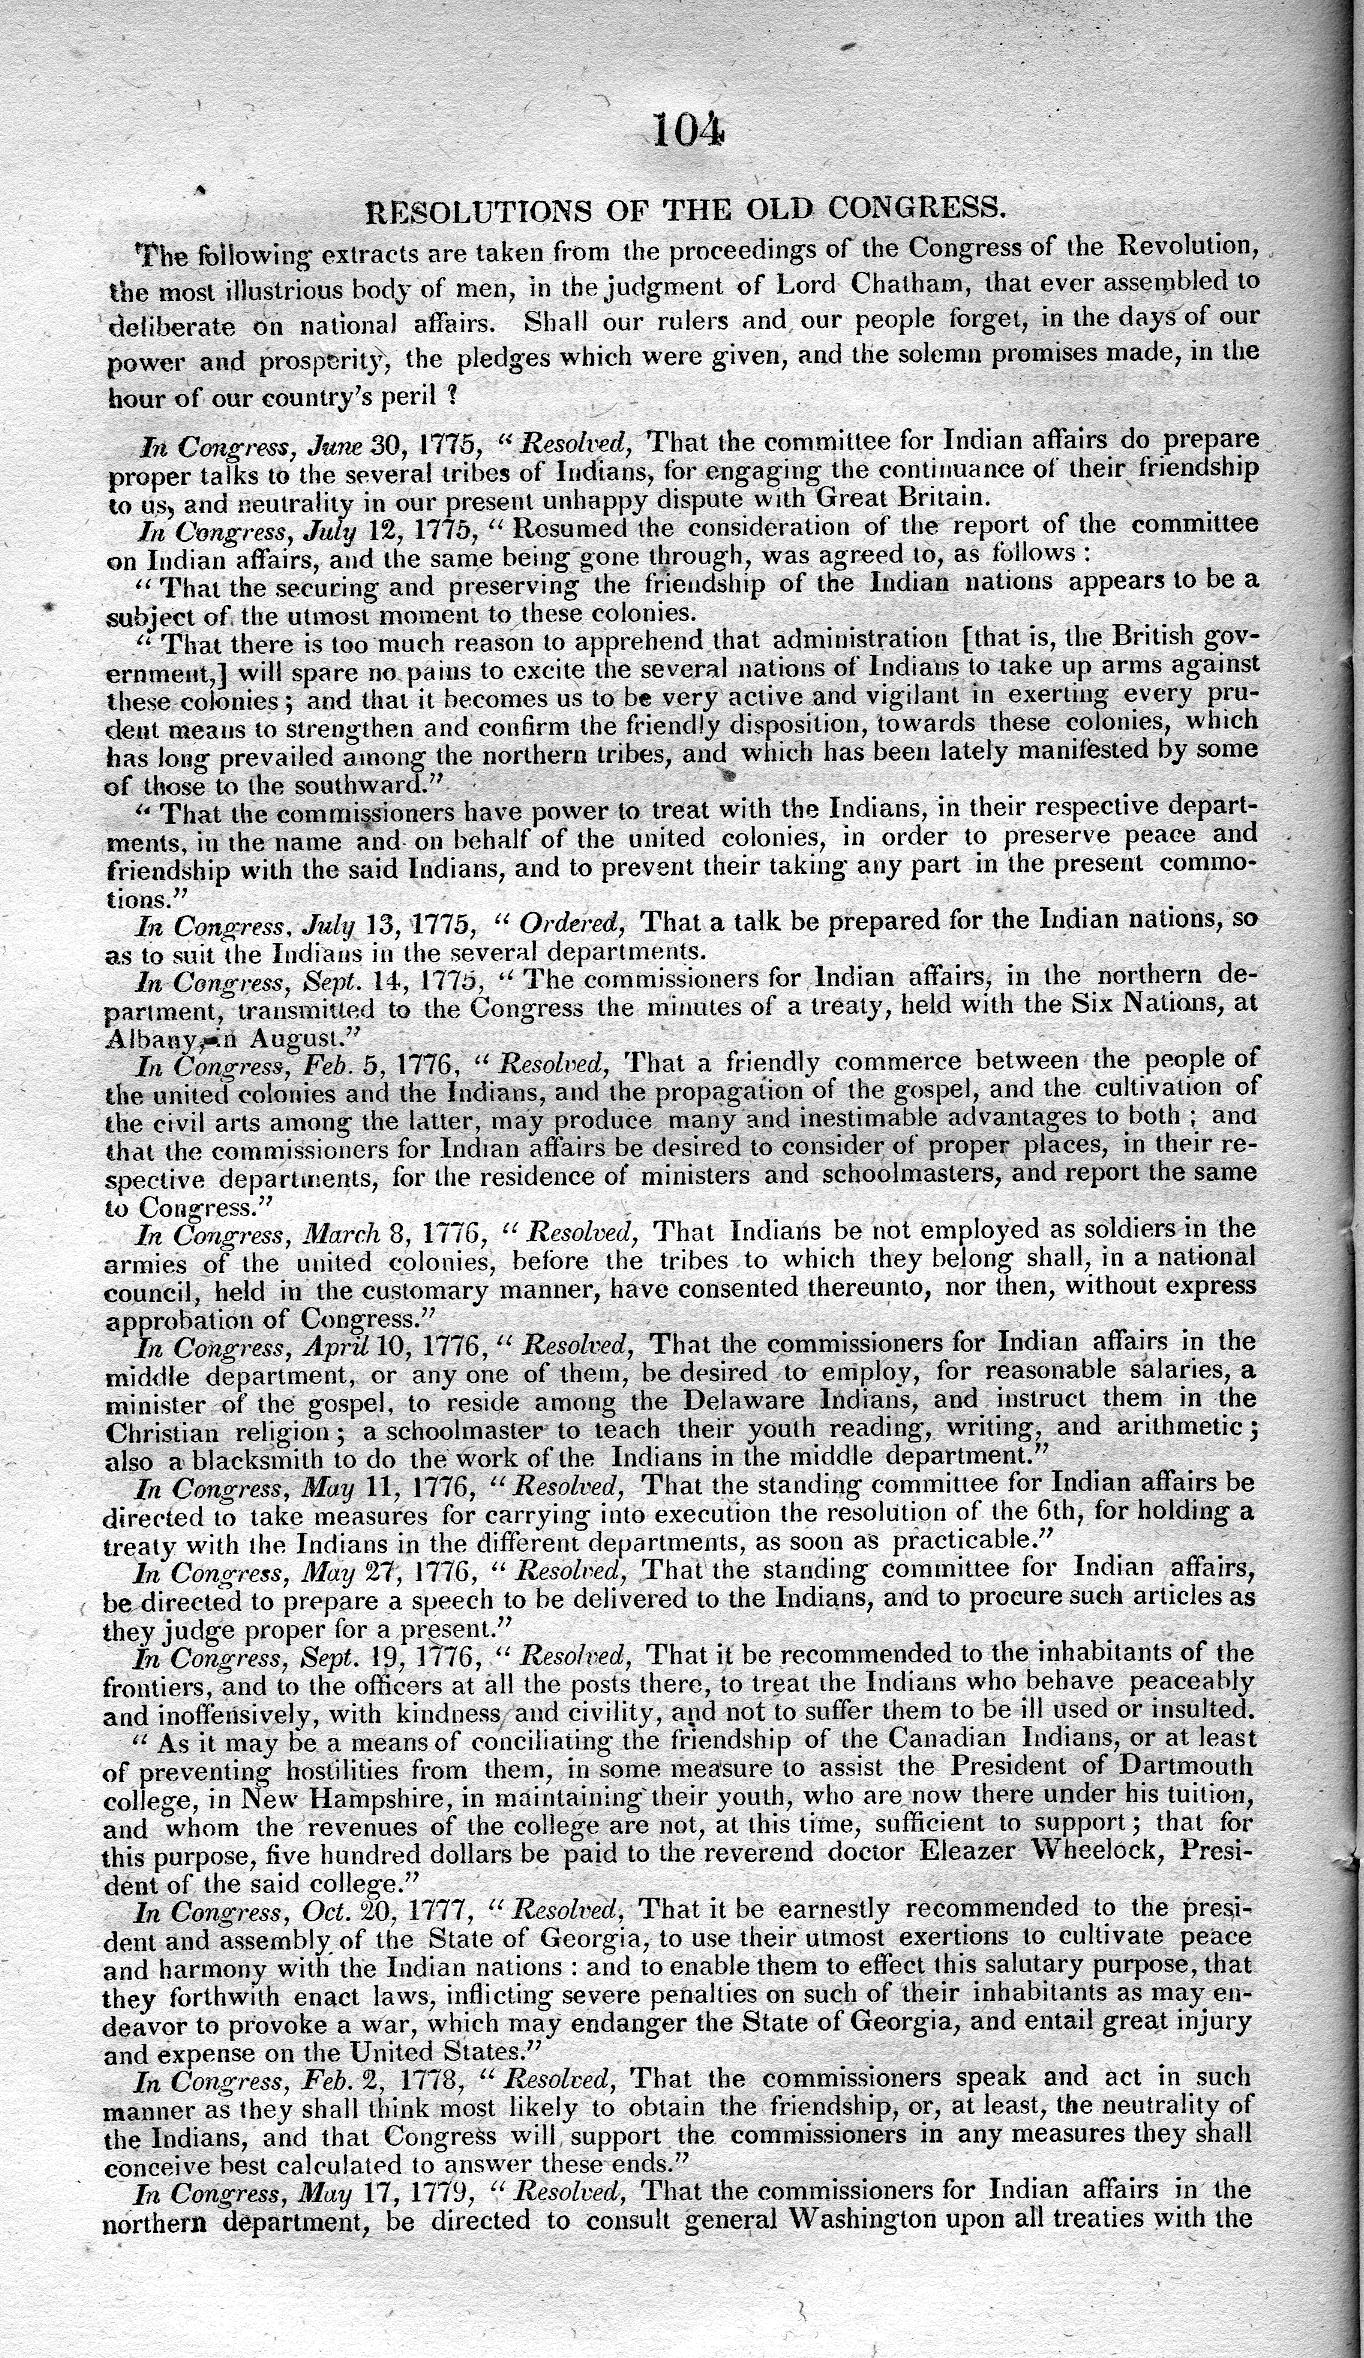 104
RESOLUTIONS OF THE OLD CONGRESS.
The following extracts are taken from the proceedings of the Congress of the Revolution,
the most illustrious body of men, in the judgment of Lord Chatham, that ever assembled to
deliberate on national affairs. Shall our rulers and our people forget, in the days of our
power and prosperity, the pledges which were given, and the solemn promises made, in the
hour of our country's peril ?
In Congress, June 30, 1775, “ Resolved, That the committee for Indian affairs do prepare
proper talks to the several tribes of Indians, for engaging the continuance of their friendship
to us, and neutrality in our present unhappy dispute with Great Britain.
In Congress, July 12, 1775, “ Resumed the consideration of the report of the committee
on Indian affairs, and the same being gone through, was agreed to, as follows :
“ That the securing and preserving the friendship of the Indian nations appears to be a
subject of the utmost moment to these colonies.
“ That there is too much reason to apprehend that administration [that is, the British gov-
ernment,] will spare no pains to excite the several nations of Indians to take up arms against
these colonies ; and that it becomes us to be very active and vigilant in exerting every pru-
dent means to strengthen and confirm the friendly disposition, towards these colonies, which
has long prevailed among the northern tribes, and which has been lately manifested by some
of those to the southward.”
“ That the commissioners have power to treat with the Indians, in their respective depart-
ments, in the name and on behalf of the united colonies, in order to preserve peace and
friendship with the said Indians, and to prevent their taking any part in the present commo-
tions.”
In Congress, July 13, 1775, “ Ordered, That a talk be prepared for the Indian nations, so
as to suit the Indians in the several departments.
In Congress, Sept. 14, 1775, “ The commissioners for Indian affairs, in the northern de-
partment, transmitted to the Congress the minutes of a treaty, held with the Six Nations, at
Albany, in August.”
In Congress, Feb. 5, 1776, “ Resolved, That a friendly commerce between the people of
the united colonies and the Indians, and the propagation of the gospel, and the cultivation of
the civil arts among the latter, may produce many and inestimable advantages to both ; and
that the commissioners for Indian affairs be desired to consider of proper places, in their re-
spective departments, for the residence of ministers and schoolmasters, and report the same
to Congress.”
In Congress, March 8, 1776, “ Resolved, That Indians be not employed as soldiers in the
armies of the united colonies, before the tribes to which they belong shall, in a national
council, held in the customary manner, have consented thereunto, nor then, without express
approbation of Congress.”
In Congress, April 10, 1776, “ Resolved, That the commissioners for Indian affairs in the
middle department, or any one of them, be desired to employ, for reasonable salaries, a
minister of the gospel, to reside among the Delaware Indians, and instruct them in the
Christian religion ; a schoolmaster to teach their youth reading, writing, and arithmetic ;
also a blacksmith to do the work of the Indians in the middle department.”
In Congress, May 11, 1776, “ Resolved, That the standing committee for Indian affairs be
directed to take measures for carrying into execution the resolution of the 6th, for holding a
treaty with the Indians in the different departments, as soon as practicable.”
In Congress, May 27, 1776, “ Resolved, That the standing committee for Indian affairs,
be directed to prepare a speech to be delivered to the Indians, and to procure such articles as
they judge proper for a present.”
In Congress, Sept. 19, 1776, “ Resolved, That it be recommended to the inhabitants of the
frontiers, and to the officers at all the posts there, to treat the Indians who behave peaceably
and inoffensively, with kindness and civility, and not to suffer them to be ill used or insulted.
“ As it may be a means of conciliating the friendship of the Canadian Indians, or at least
of preventing hostilities from them, in some measure to assist the President of Dartmouth
college, in New Hampshire, in maintaining their youth, who are now there under his tuition,
and whom the revenues of the college are not, at this time, sufficient to support ; that for
this purpose, five hundred dollars be paid to the reverend doctor Eleazer Wheelock, Presi-
dent of the said college.”
In Congress, Oct. 20, 1777, “ Resolved, That it be earnestly recommended to the presi-
dent and assembly of the State of Georgia, to use their utmost exertions to cultivate peace
and harmony with the Indian nations : and to enable them to effect this salutary purpose, that
they forthwith enact laws, inflicting severe penalties on such of their inhabitants as may en-
deavor to provoke a war, which may endanger the State of Georgia, and entail great injury
and expense on the United States.”
In Congress, Feb. 2, 1778, “ Resolved, That the commissioners speak and act in such
manner as they shall think most likely to obtain the friendship, or, at least, the neutrality of
the Indians, and that Congress will support the commissioners in any measures they shall
conceive best calculated to answer these ends.”
In Congress, May 17, 1779, “ Resolved, That the commissioners for Indian affairs in the
northern department, be directed to consult general Washington upon all treaties with the